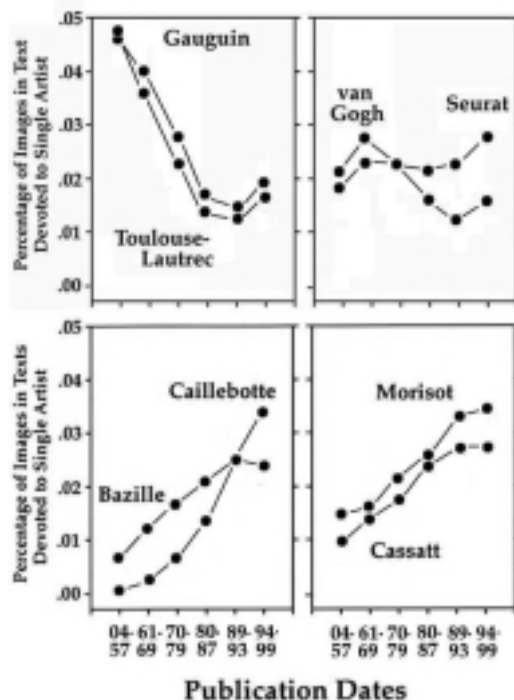 Percentage of Images in Text
Devoted to Single Artist
.05
.04
.03
.02
.01
.00
Gauguin
Toulouse-
Lautrec
van
Gogh
Seurat
Percentage of Images in Texts
Devoted to Single Artist
.05
.04
.03
.02
.01
.00
Caillebotte
Bazille
Morisot
Cassatt
04- 61- 70- 80- 89- 94-
57 69 79 87 93 99
04- 61- 70- 80- 89- 94-
57 69 79 87 93 99
Publication Dates